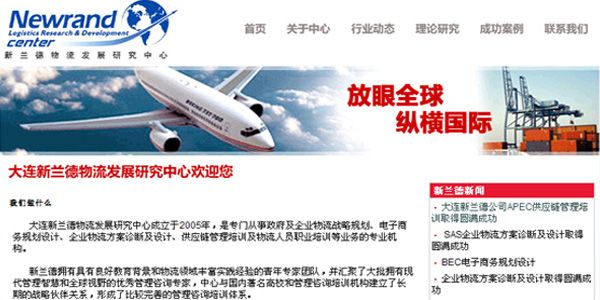 Newrand
Logistics Research & Development
center
新兰德物流发展研究中心
首页 关于中心 行业动态 理论研究 成功案例 联系我们
BOEING 777-200
放眼全球
纵横国际
大连新兰德物流发展研究中心欢迎您
我们做什么
大连新兰德物流发展研究中心成立于2005年，是专门从事政府及企业物流战略规划、电子商
务规划设计、企业物流方案诊断及设计、供应链管理培训及物流人员职业培训等业务的专业机
构。
新兰德拥有具有良好教育背景和物流领域丰富实践经验的青年专家团队，并汇聚了大批拥有现
代管理智慧和全球视野的优秀管理咨询专家，中心与国内著名高校和管理咨询培训机构建立了长
期的战略伙伴关系，形成了比较完善的管理咨询培训体系。
新兰德新闻
大连新兰德公司APEC供应链管理培
训取得圆满成功
SAS企业物流方案诊断及设计取得
圆满成功
BEC电子商务规划设计
企业物流方案诊断及设计取得圆满
成功